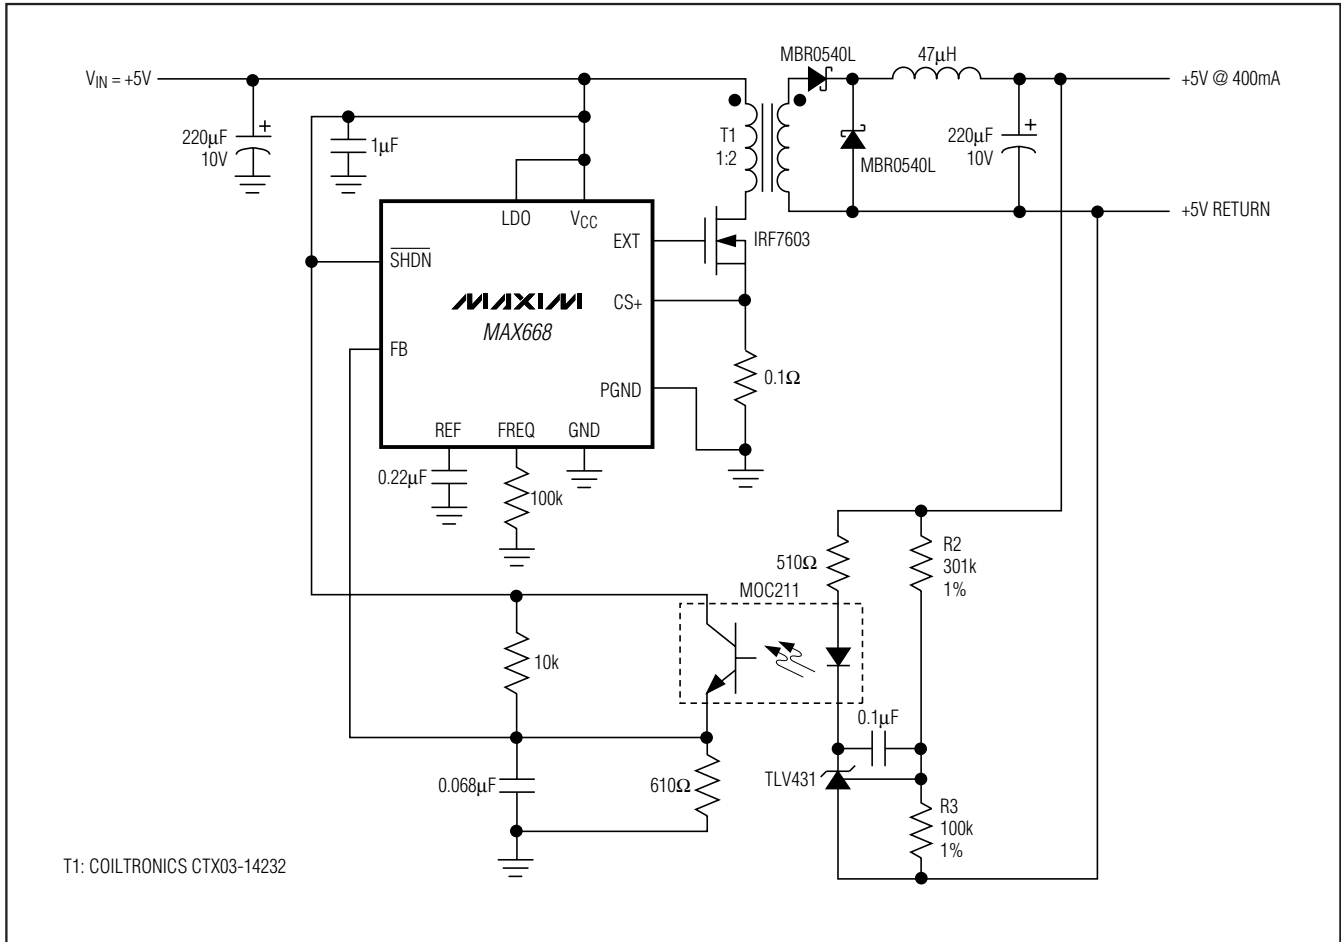 V_IN = +5V
220µF
10V
+
1µF
LDO
V_CC
SHDN
FB
MAXIM
MAX668
EXT
CS+
PGND
REF
FREQ
GND
0.22µF
100k
T1
1:2
IRF7603
0.1Ω
MBR0540L
MBR0540L
47µH
220µF
10V
+
+5V @ 400mA
+5V RETURN
510Ω
R2
301k
1%
MOC211
10k
0.1µF
0.068µF
610Ω
TLV431
R3
100k
1%
T1: COILTRONICS CTX03-14232